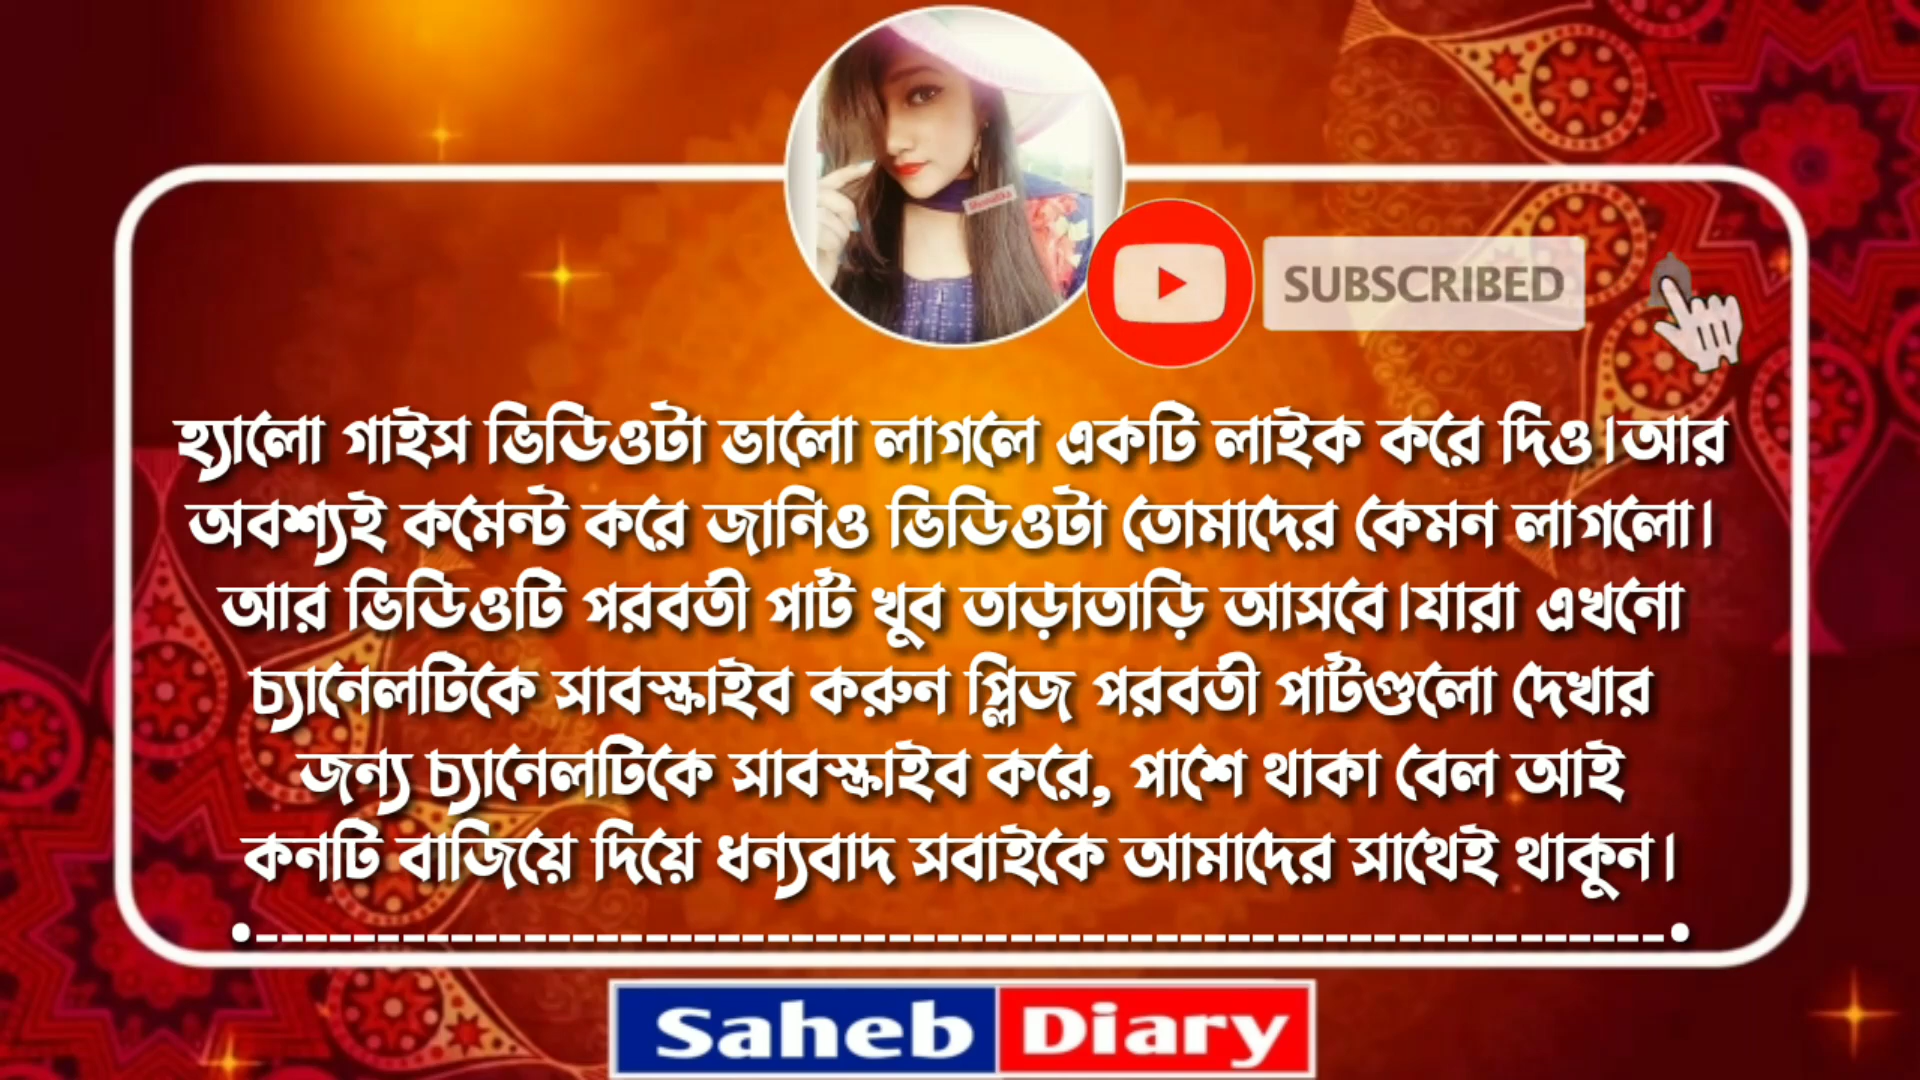 SUBSCRIBED
হ্যালো গাইস ভিডিওটা ভালো লাগলে একটি লাইক করে দিও।আর
অবশ্যই কমেন্ট করে জানিও ভিডিওটা তোমাদের কেমন লাগলো।
আর ভিডিওটি পরবর্তী পার্ট খুব তাড়াতাড়ি আসবে।যারা এখনো
চ্যানেলটিকে সাবস্ক্রাইব করুন প্লিজ পরবর্তী পার্টগুলো দেখার
জন্য চ্যানেলটিকে সাবস্ক্রাইব করে, পাশে থাকা বেল আই
কনটি বাজিয়ে দিয়ে ধন্যবাদ সবাইকে আমাদের সাথেই থাকুন।
Saheb Diary